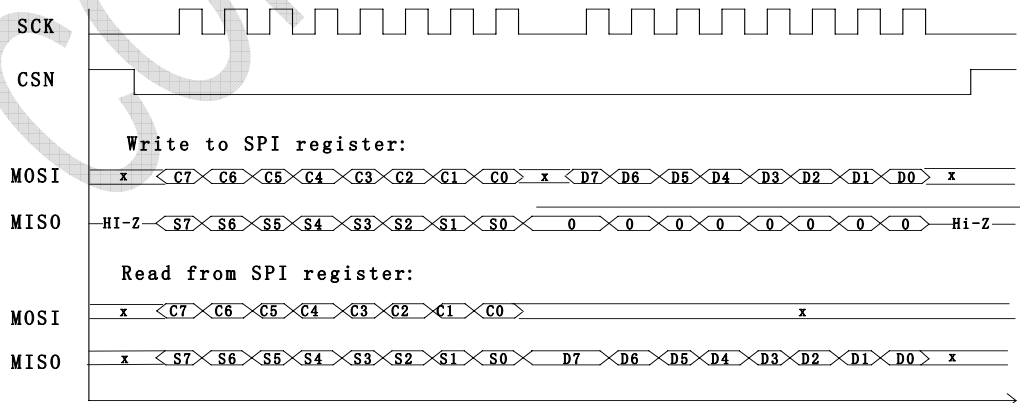 SCK
CSN
Write to SPI register:
MOSI x C7 C6 C5 C4 C3 C2 C1 C0 x D7 D6 D5 D4 D3 D2 D1 D0 x
MISO HI-Z S7 S6 S5 S4 S3 S2 S1 S0 0 0 0 0 0 0 0 0 Hi-Z
Read from SPI register:
MOSI x C7 C6 C5 C4 C3 C2 C1 C0 x
MISO x S7 S6 S5 S4 S3 S2 S1 S0 D7 D6 D5 D4 D3 D2 D1 D0 x